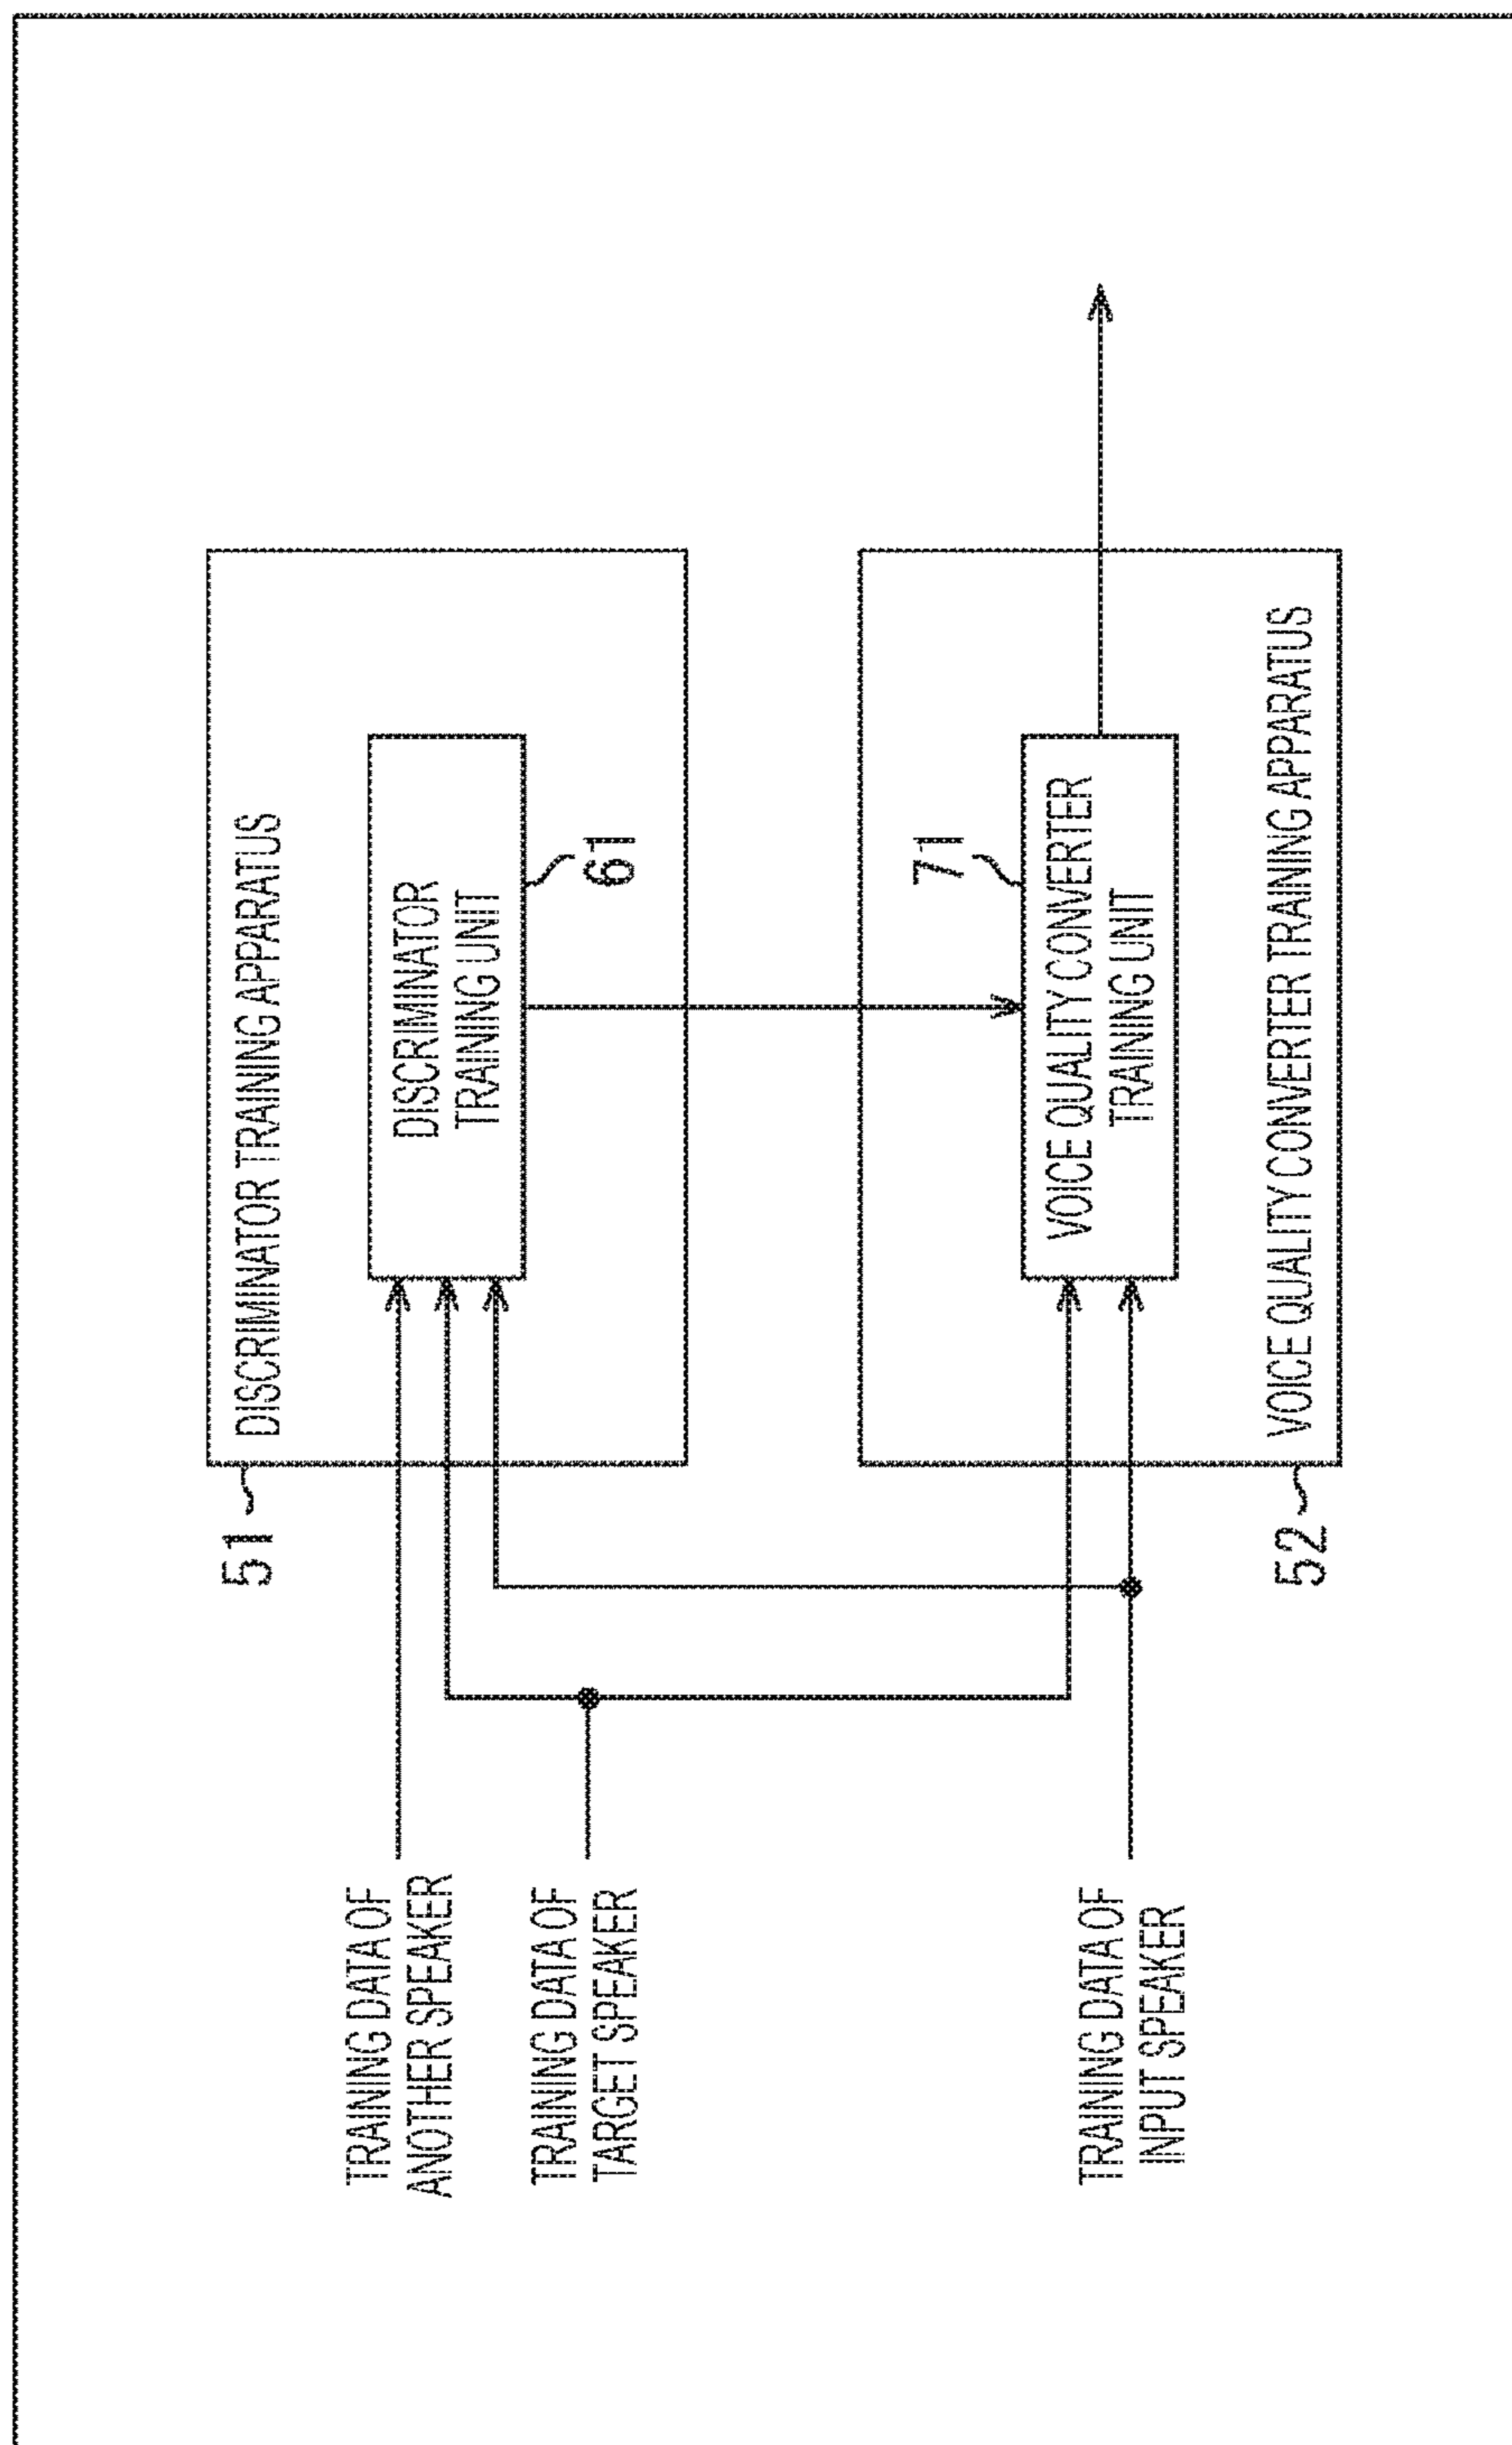 51
DISCRIMINATOR TRAINING APPARATUS
TRAINING DATA OF
ANOTHER SPEAKER
DISCRIMINATOR
TRAINING UNIT
61
TRAINING DATA OF
TARGET SPEAKER
71
VOICE QUALITY CONVERTER
TRAINING UNIT
TRAINING DATA OF
INPUT SPEAKER
VOICE QUALITY CONVERTER TRAINING APPARATUS
52